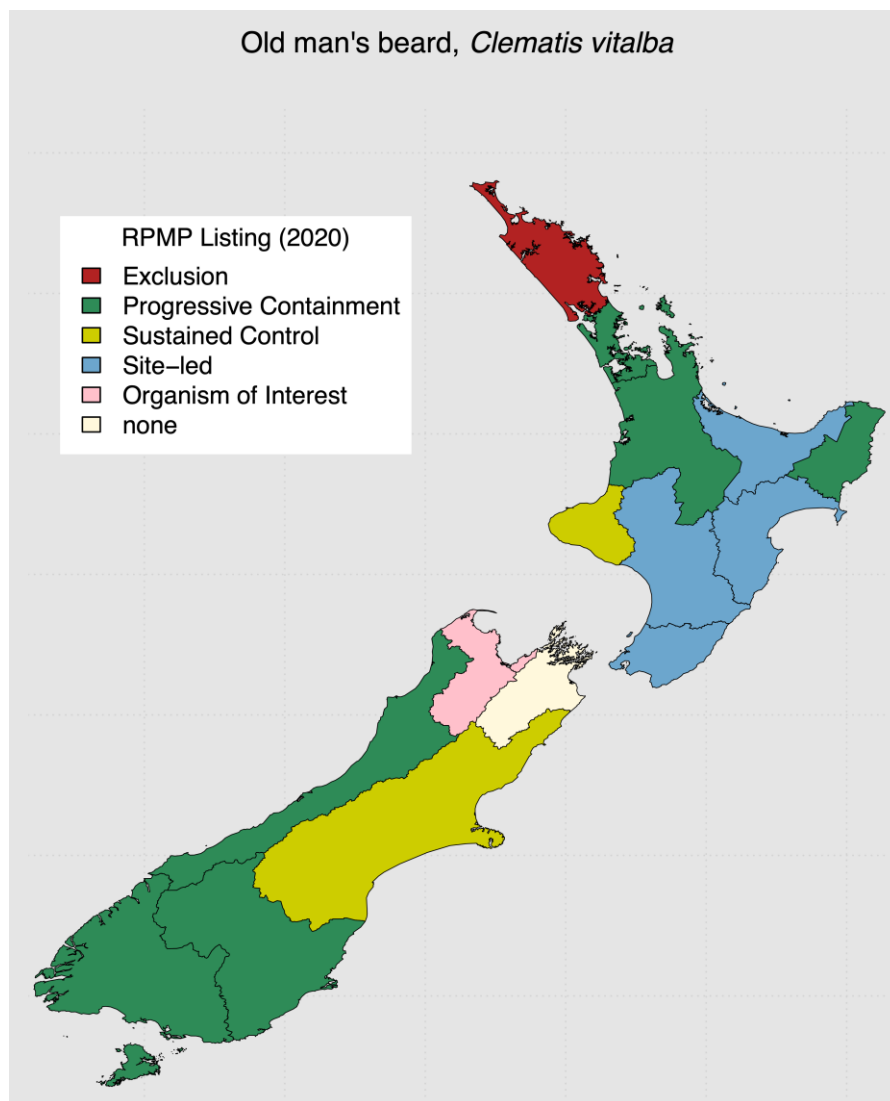 Old man's beard, Clematis vitalba
RPMP Listing (2020)
Exclusion
Progressive Containment
Sustained Control
Site−led
Organism of Interest
none